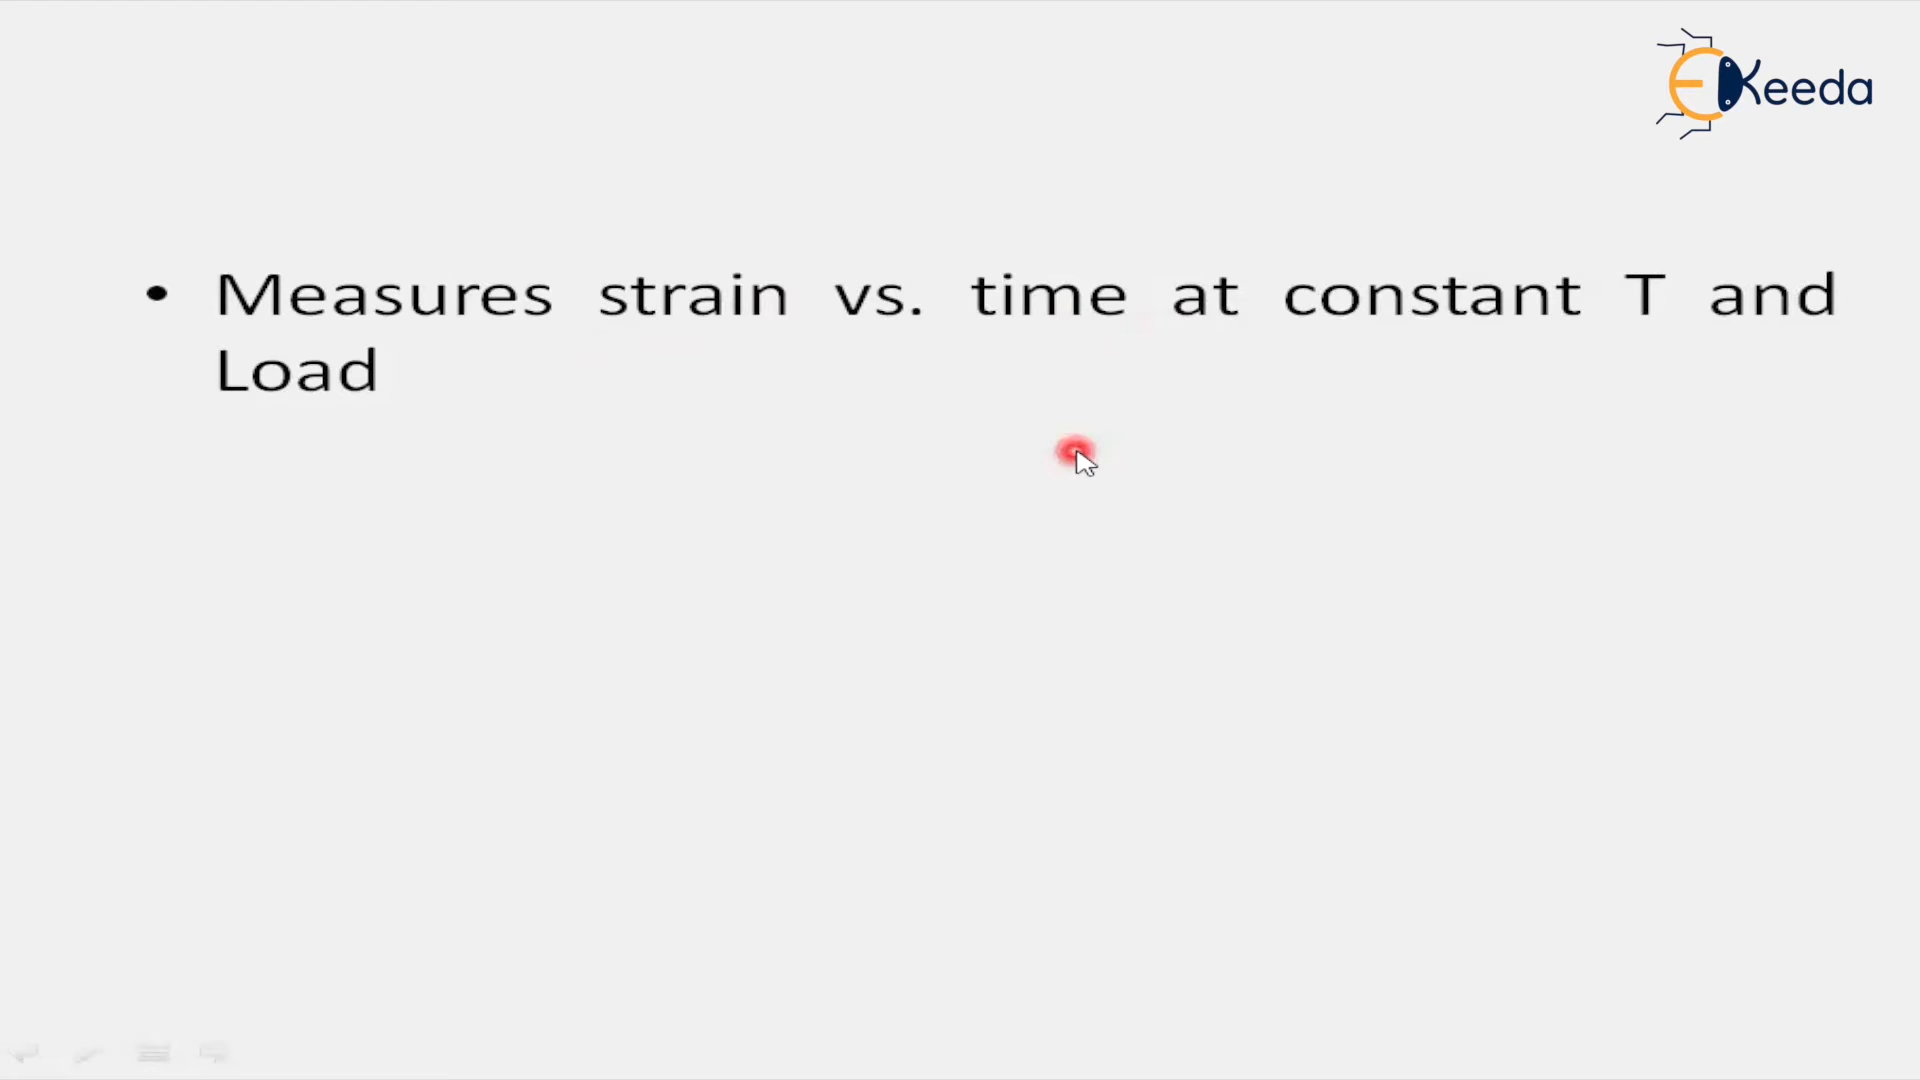 EKeeda
• Measures strain vs. time at constant T and
Load